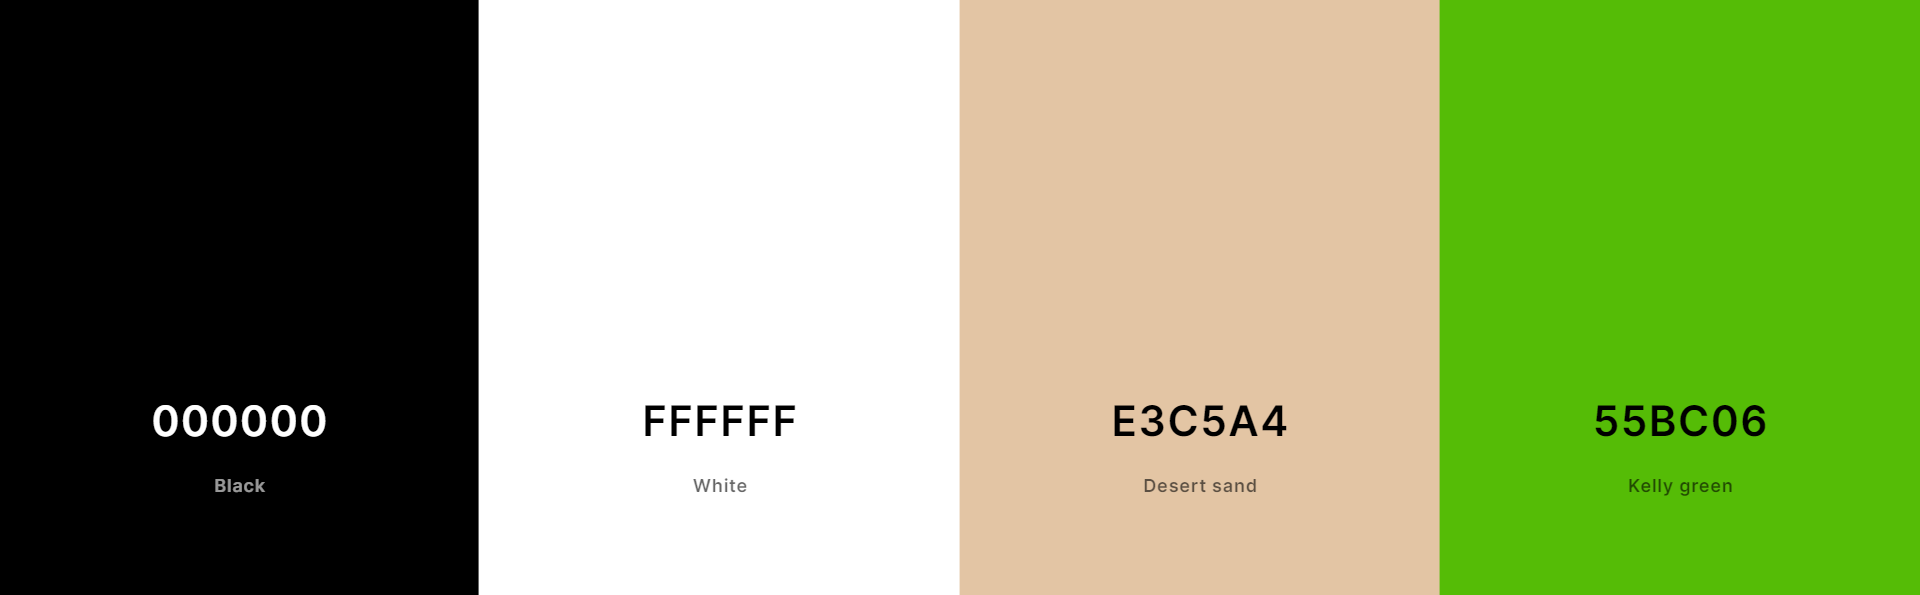 000000
Black
FFFFFF
White
E3C5A4
Desert sand
55BC06
Kelly green